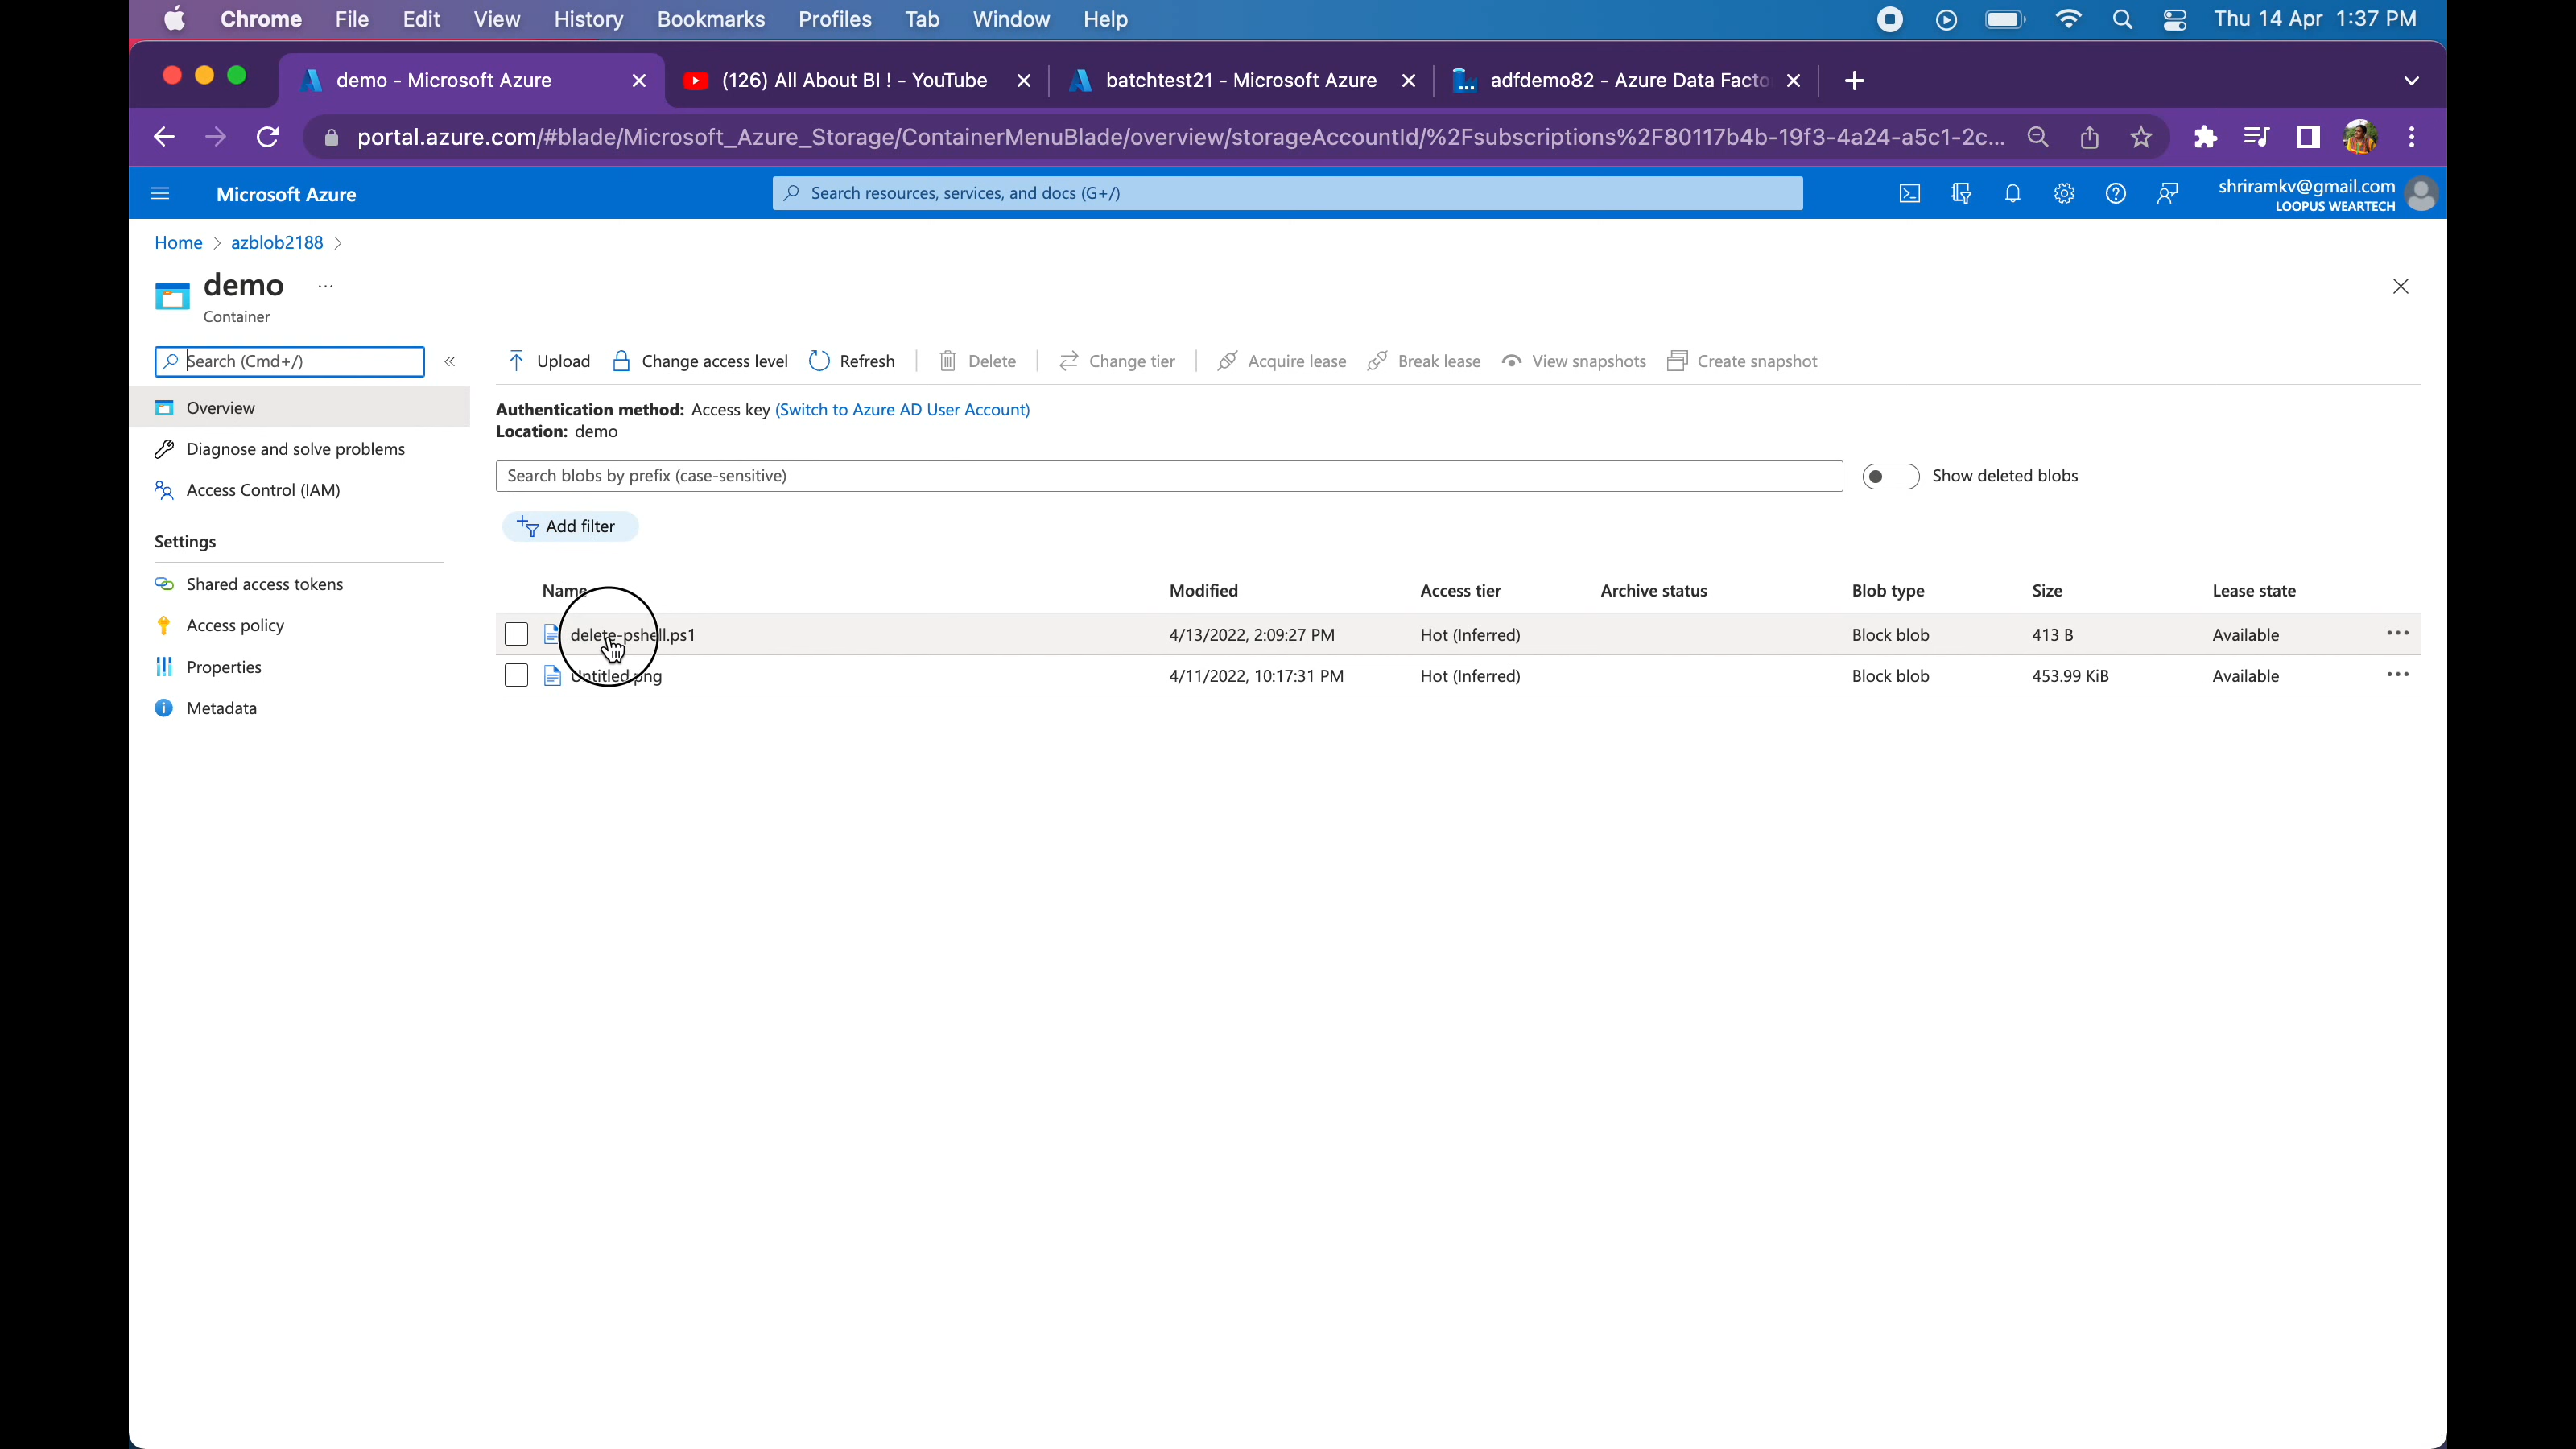 Chrome File Edit View History Bookmarks Profiles Tab Window Help Thu 14 Apr 1:37 PM
demo - Microsoft Azure (126) All About BI ! - YouTube batchtest21 - Microsoft Azure adfdemo82 - Azure Data Facto
portal.azure.com/#blade/Microsoft_Azure_Storage/ContainerMenuBlade/overview/storageAccountId/%2Fsubscriptions%2F80117b4b-19f3-4a24-a5c1-2c...
Microsoft Azure Search resources, services, and docs (G+/) shriramkv@gmail.com
LOOPUS WEARTECH
Home > azblob2188 >
demo ...
Container
Search (Cmd+/) « Upload Change access level Refresh Delete Change tier Acquire lease Break lease View snapshots Create snapshot
Overview
Diagnose and solve problems
Access Control (IAM)
Settings
Shared access tokens
Access policy
Properties
Metadata
Authentication method: Access key (Switch to Azure AD User Account)
Location: demo
Search blobs by prefix (case-sensitive) Show deleted blobs
Add filter
Name Modified Access tier Archive status Blob type Size Lease state
delete-pshell.ps1 4/13/2022, 2:09:27 PM Hot (Inferred) Block blob 413 B Available ...
Untitled.png 4/11/2022, 10:17:31 PM Hot (Inferred) Block blob 453.99 KiB Available ...